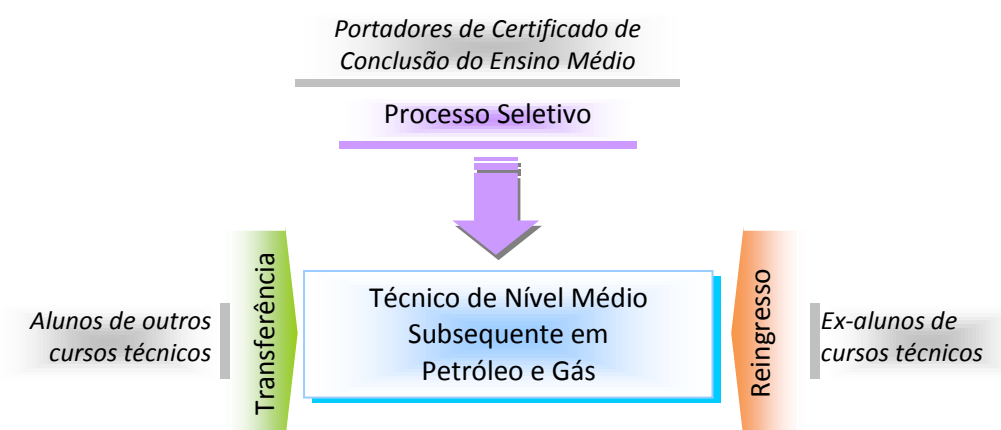 Portadores de Certificado de
Conclusão do Ensino Médio
Processo Seletivo
Alunos de outros
cursos técnicos
Transferência
Técnico de Nível Médio
Subsequente em
Petróleo e Gás
Reingresso
Ex-alunos de
cursos técnicos